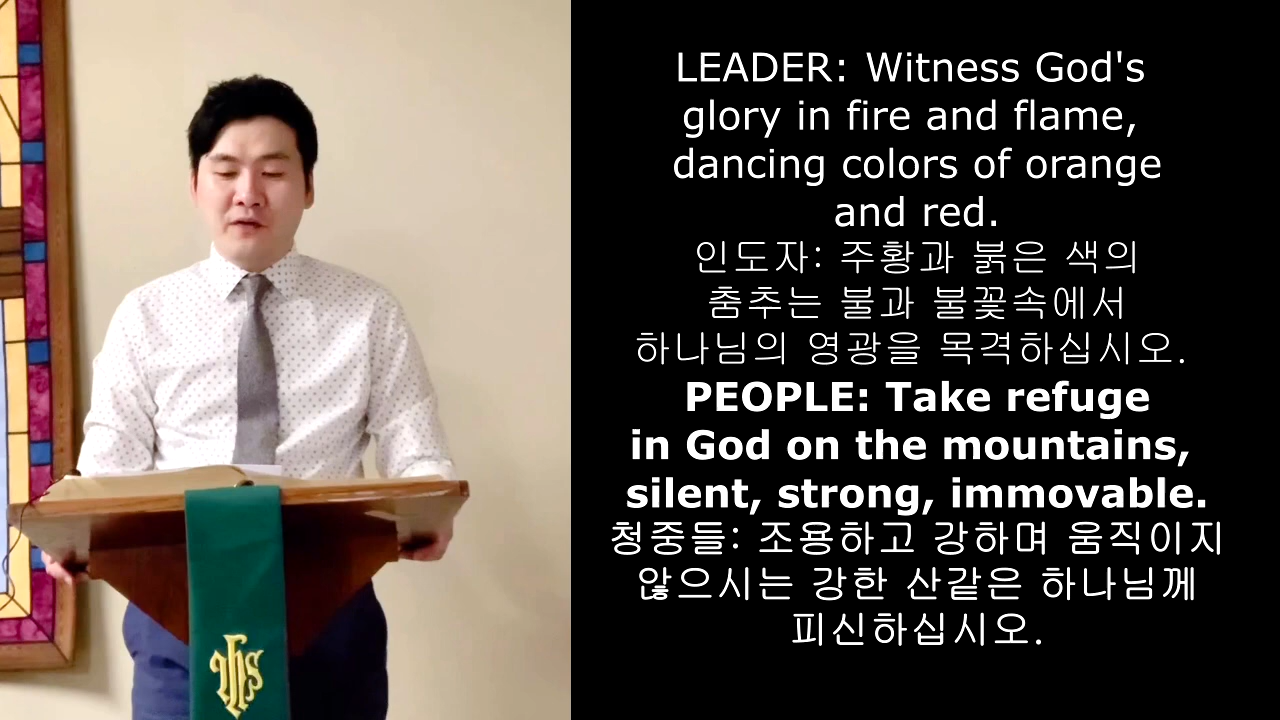 LEADER: Witness God's
glory in fire and flame,
dancing colors of orange
and red.
인도자: 주황과 붉은 색의
춤추는 불과 불꽃속에서
하나님의 영광을 목격하십시오.
PEOPLE: Take refuge
in God on the mountains,
silent, strong, immovable.
청중들: 조용하고 강하며 움직이지
않으시는 강한 산같은 하나님께
피신하십시오.
IHS